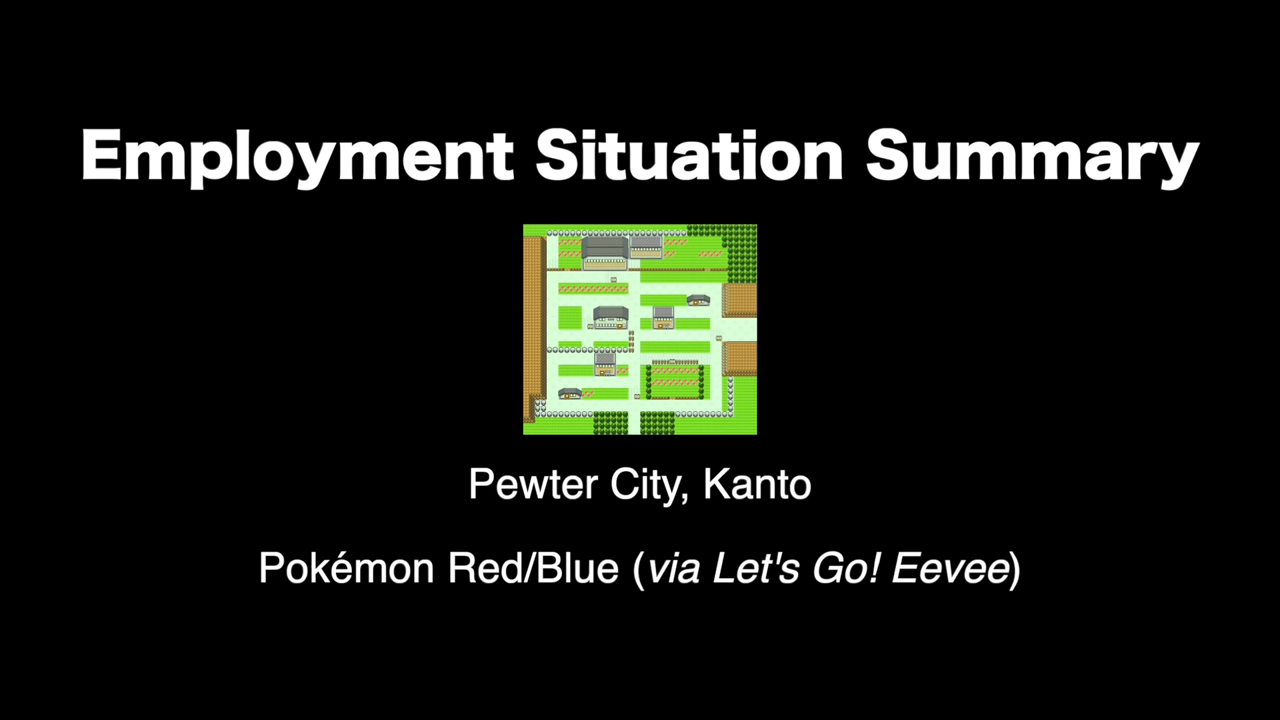 Employment Situation Summary
Pewter City, Kanto
Pokémon Red/Blue (via Let's Go! Eevee)